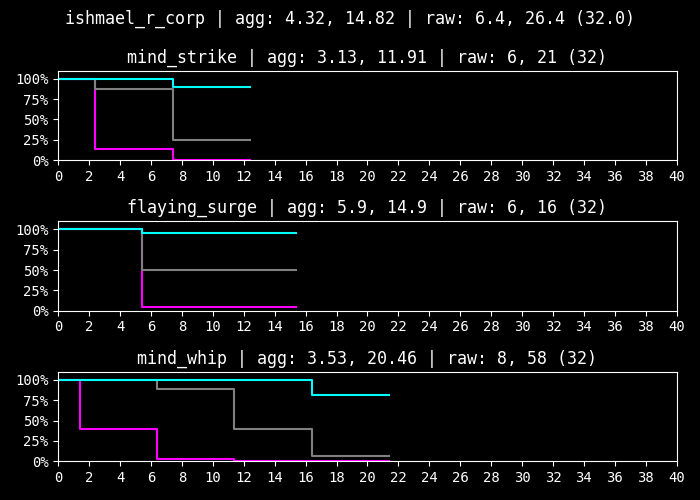 ishmael_r_corp | agg: 4.32, 14.82 | raw: 6.4, 26.4 (32.0)
mind_strike | agg: 3.13, 11.91 | raw: 6, 21 (32)
100%
75%
50%
25%
0%
0 2 4 6 8 10 12 14 16 18 20 22 24 26 28 30 32 34 36 38 40
flaying_surge | agg: 5.9, 14.9 | raw: 6, 16 (32)
100%
75%
50%
25%
0%
0 2 4 6 8 10 12 14 16 18 20 22 24 26 28 30 32 34 36 38 40
mind_whip | agg: 3.53, 20.46 | raw: 8, 58 (32)
100%
75%
50%
25%
0%
0 2 4 6 8 10 12 14 16 18 20 22 24 26 28 30 32 34 36 38 40